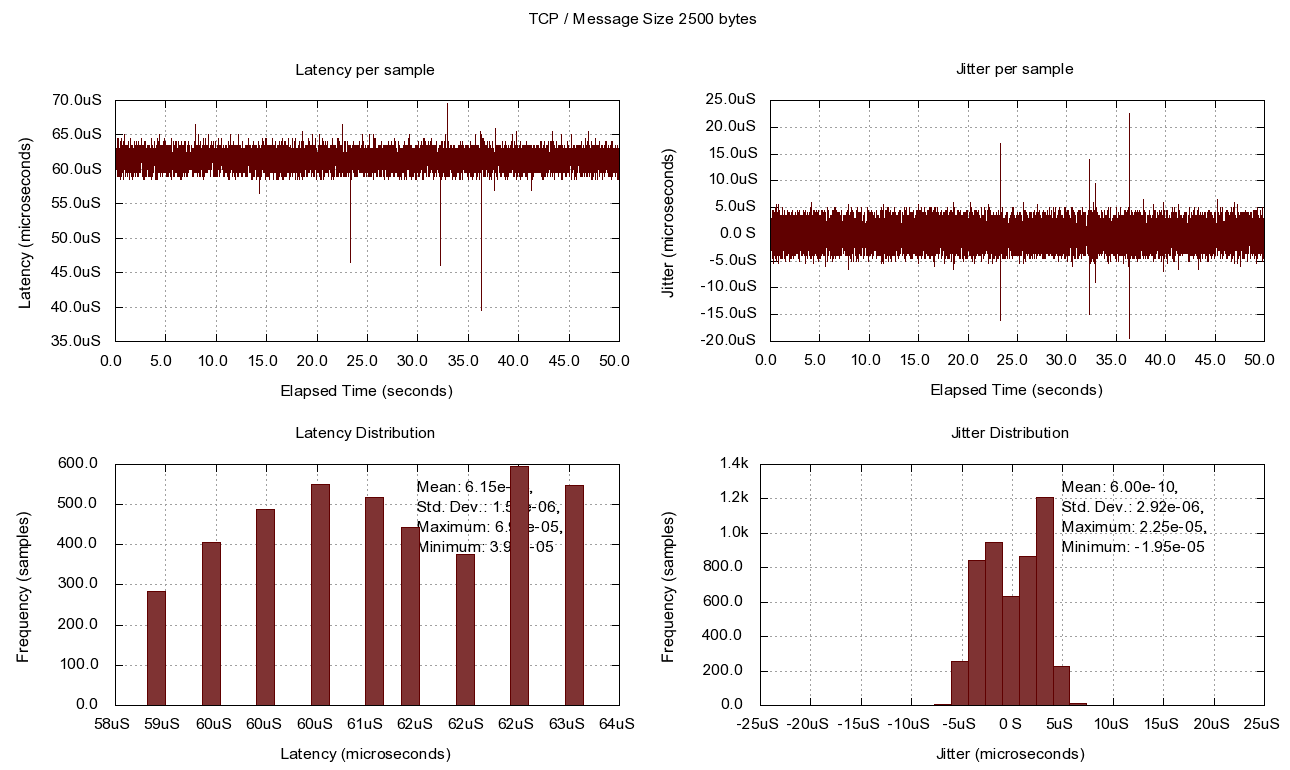 TCP / Message Size 2500 bytes
Latency per sample
Latency (microseconds)
70.0uS
65.0uS
60.0uS
55.0uS
50.0uS
45.0uS
40.0uS
35.0uS
0.0 5.0 10.0 15.0 20.0 25.0 30.0 35.0 40.0 45.0 50.0
Elapsed Time (seconds)
Jitter per sample
Jitter (microseconds)
25.0uS
20.0uS
15.0uS
10.0uS
5.0uS
0.0 S
-5.0uS
-10.0uS
-15.0uS
-20.0uS
0.0 5.0 10.0 15.0 20.0 25.0 30.0 35.0 40.0 45.0 50.0
Elapsed Time (seconds)
Latency Distribution
Frequency (samples)
600.0
500.0
400.0
300.0
200.0
100.0
0.0
Mean:
Std. Dev.:
Maximum:
Minimum:
58uS 59uS 60uS 60uS 60uS 61uS 62uS 62uS 62uS 63uS 64uS
Latency (microseconds)
Jitter Distribution
Frequency (samples)
1.4k
1.2k
1.0k
800.0
600.0
400.0
200.0
0.0
Mean: 6.00e-10,
Std. Dev.: 2.92e-06,
Maximum: 2.25e-05,
Minimum: -1.95e-05
-25uS -20uS -15uS -10uS -5uS 0 S 5uS 10uS 15uS 20uS 25uS
Jitter (microseconds)